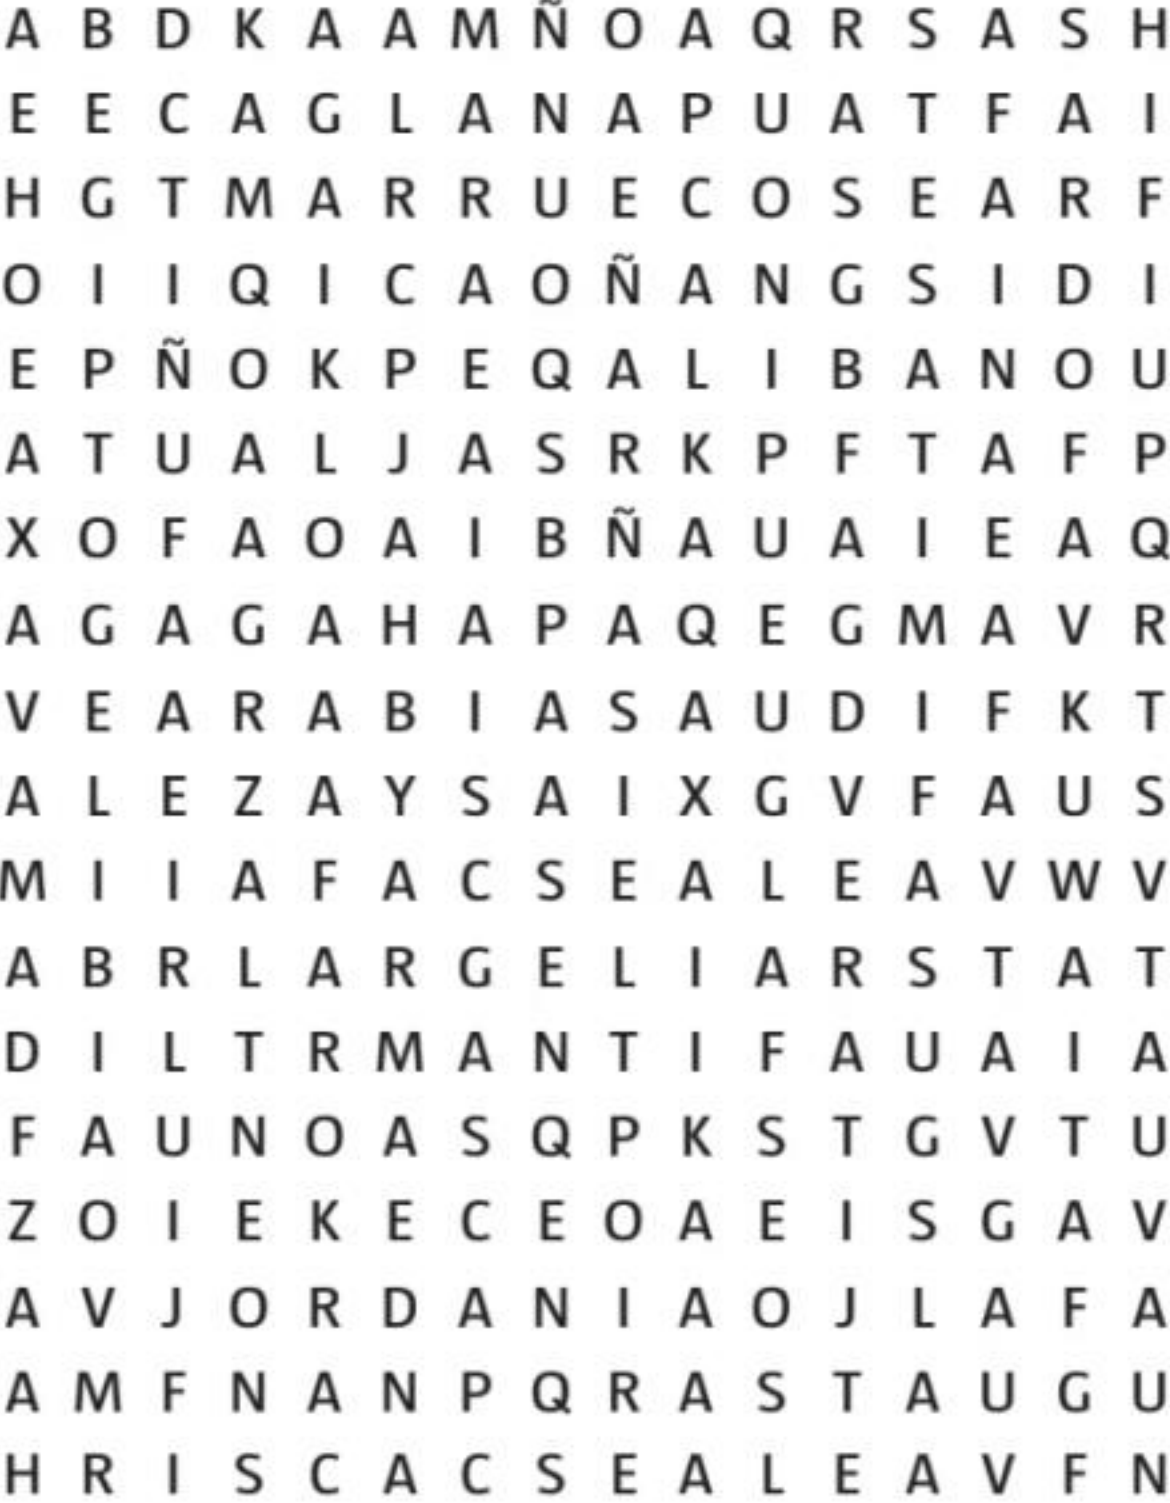 A B D K A A M Ñ O A Q R S A S H
E E C A G L A N A P U A T F A I
H G T M A R R U E C O S E A R F
O I I Q I C A O Ñ A N G S I D I
E P Ñ O K P E Q A L I B A N O U
A T U A L J A S R K P F T A F P
X O F A O A I B Ñ A U A I E A Q
A G A G A H A P A Q E G M A V R
V E A R A B I A S A U D I F K T
A L E Z A Y S A I X G V F A U S
M I I A F A C S E A L E A V W V
A B R L A R G E L I A R S T A T
D I L T R M A N T I F A U A I A
F A U N O A S Q P K S T G V T U
Z O I E K E C E O A E I S G A V
A V J O R D A N I A O J L A F A
A M F N A N P Q R A S T A U G U
H R I S C A C S E A L E A V F N